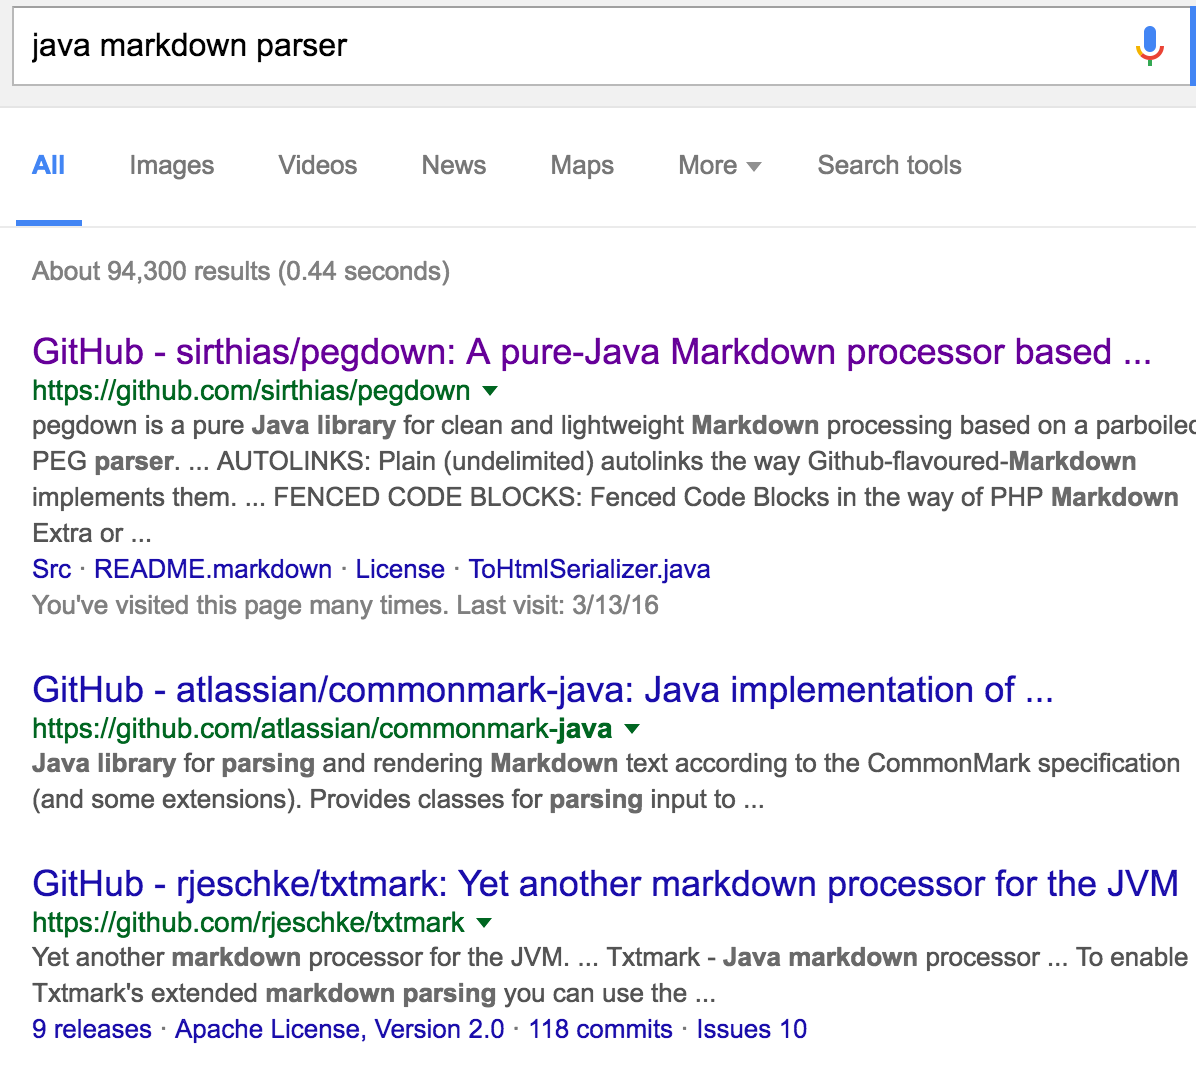 java markdown parser
All Images Videos News Maps More Search tools
About 94,300 results (0.44 seconds)
GitHub - sirthias/pegdown: A pure-Java Markdown processor based ...
https://github.com/sirthias/pegdown
pegdown is a pure Java library for clean and lightweight Markdown processing based on a parboiled
PEG parser. ... AUTOLINKS: Plain (undelimited) autolinks the way Github-flavoured-Markdown
implements them. ... FENCED CODE BLOCKS: Fenced Code Blocks in the way of PHP Markdown
Extra or ...
Src · README.markdown · License · ToHtmlSerializer.java
You've visited this page many times. Last visit: 3/13/16
GitHub - atlassian/commonmark-java: Java implementation of ...
https://github.com/atlassian/commonmark-java
Java library for parsing and rendering Markdown text according to the CommonMark specification
(and some extensions). Provides classes for parsing input to ...
GitHub - rjeschke/txtmark: Yet another markdown processor for the JVM
https://github.com/rjeschke/txtmark
Yet another markdown processor for the JVM. ... Txtmark - Java markdown processor ... To enable
Txtmark's extended markdown parsing you can use the ...
9 releases · Apache License, Version 2.0 · 118 commits · Issues 10